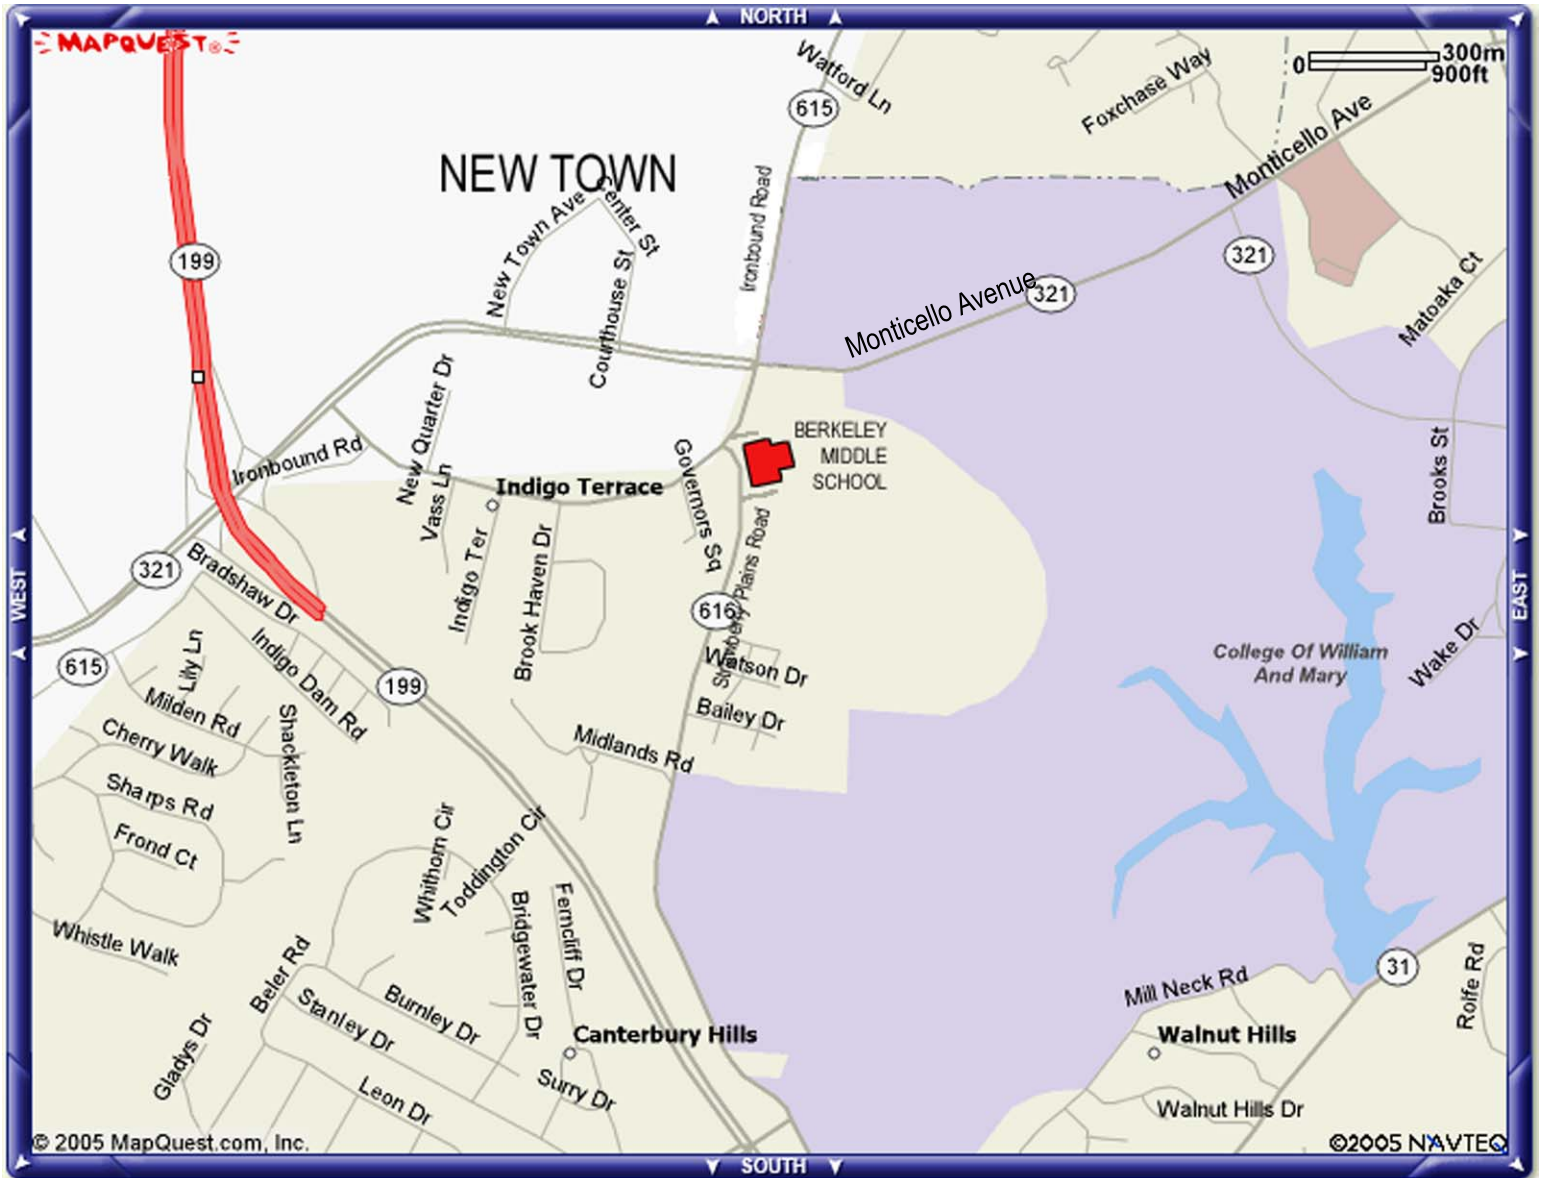 NORTH
MAPQUEST
Watford Ln
0 300m
900ft
Foxchase Way
615
Monticello Ave
NEW TOWN
Ironbound Road
New Town Ave
Center St
199
321
Courthouse St
Monticello Avenue
321
Matoaka Ct
New Quarter Dr
BERKELEY
MIDDLE
SCHOOL
Ironbound Rd
Governors Sq
Brooks St
Indigo Terrace
Vass Ln
Strawberry Plains Road
WEST
321
Bradshaw Dr
Indigo Ter
Brook Haven Dr
616
EAST
College Of William
And Mary
Wake Dr
615
Lily Ln
Indigo Dam Rd
199
Watson Dr
Milden Rd
Bailey Dr
Cherry Walk
Shackleton Ln
Midlands Rd
Sharps Rd
Frond Ct
Whithorn Cir
Toddington Cir
Bridgewater Dr
Ferncliff Dr
Whistle Walk
Beler Rd
31
Mill Neck Rd
Rolfe Rd
Burnley Dr
Stanley Dr
Canterbury Hills
Walnut Hills
Gladys Dr
Surry Dr
Leon Dr
Walnut Hills Dr
© 2005 MapQuest.com, Inc.
©2005 NAVTEQ
SOUTH